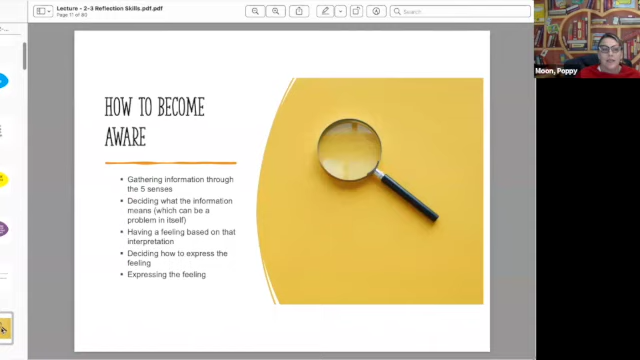 Lecture - 2-3 Reflection Skills.pdf.pdf
Page 11 of 80
Search
Moon, Poppy
HOW TO BECOME
AWARE
• Gathering information through
the 5 senses
• Deciding what the information
means (which can be a
problem in itself)
• Having a feeling based on that
interpretation
• Deciding how to express the
feeling
• Expressing the feeling